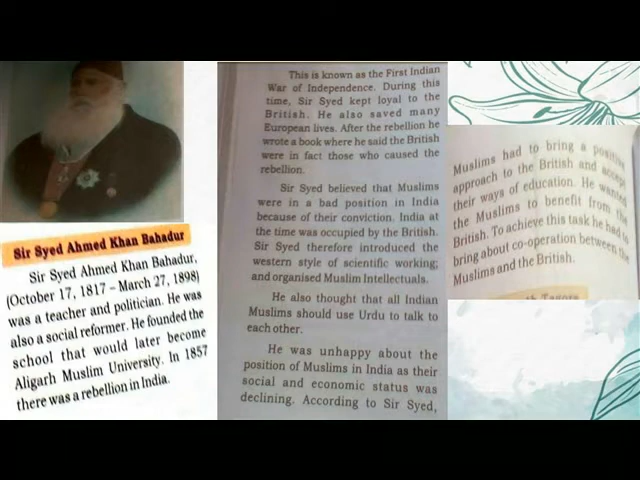 Sir Syed Ahmed Khan Bahadur
Sir Syed Ahmed Khan Bahadur,
(October 17, 1817 – March 27, 1898)
was a teacher and politician. He was
also a social reformer. He founded the
school that would later become
Aligarh Muslim University. In 1857
there was a rebellion in India.
This is known as the First Indian
War of Independence. During this
time, Sir Syed kept loyal to the
British. He also saved many
European lives. After the rebellion he
wrote a book where he said the British
were in fact those who caused the
rebellion.
Sir Syed believed that Muslims
were in a bad position in India
because of their conviction. India at
the time was occupied by the British.
Sir Syed therefore introduced the
western style of scientific working;
and organised Muslim Intellectuals.
He also thought that all Indian
Muslims should use Urdu to talk to
each other.
He was unhappy about the
position of Muslims in India as their
social and economic status was
declining. According to Sir Syed,
Muslims had to bring a positive
approach to the British and accept
their ways of education. He wanted
the Muslims to benefit from the
British. To achieve this task he had to
bring about co-operation between the
Muslims and the British.